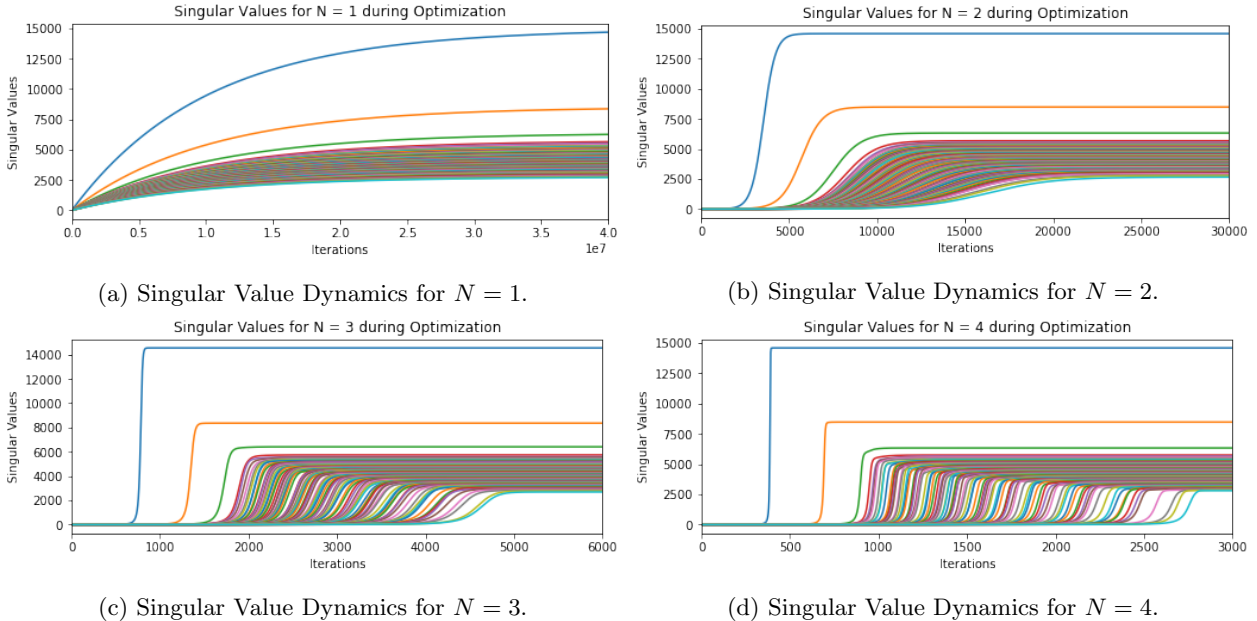 Singular Values for N = 1 during Optimization
Singular Values
15000
12500
10000
7500
5000
2500
0
0.0 0.5 1.0 1.5 2.0 2.5 3.0 3.5 4.0
1e7
Iterations
(a) Singular Value Dynamics for N = 1.
Singular Values for N = 2 during Optimization
Singular Values
15000
12500
10000
7500
5000
2500
0
0 5000 10000 15000 20000 25000 30000
Iterations
(b) Singular Value Dynamics for N = 2.
Singular Values for N = 3 during Optimization
Singular Values
14000
12000
10000
8000
6000
4000
2000
0
0 1000 2000 3000 4000 5000 6000
Iterations
(c) Singular Value Dynamics for N = 3.
Singular Values for N = 4 during Optimization
Singular Values
15000
12500
10000
7500
5000
2500
0
0 500 1000 1500 2000 2500 3000
Iterations
(d) Singular Value Dynamics for N = 4.